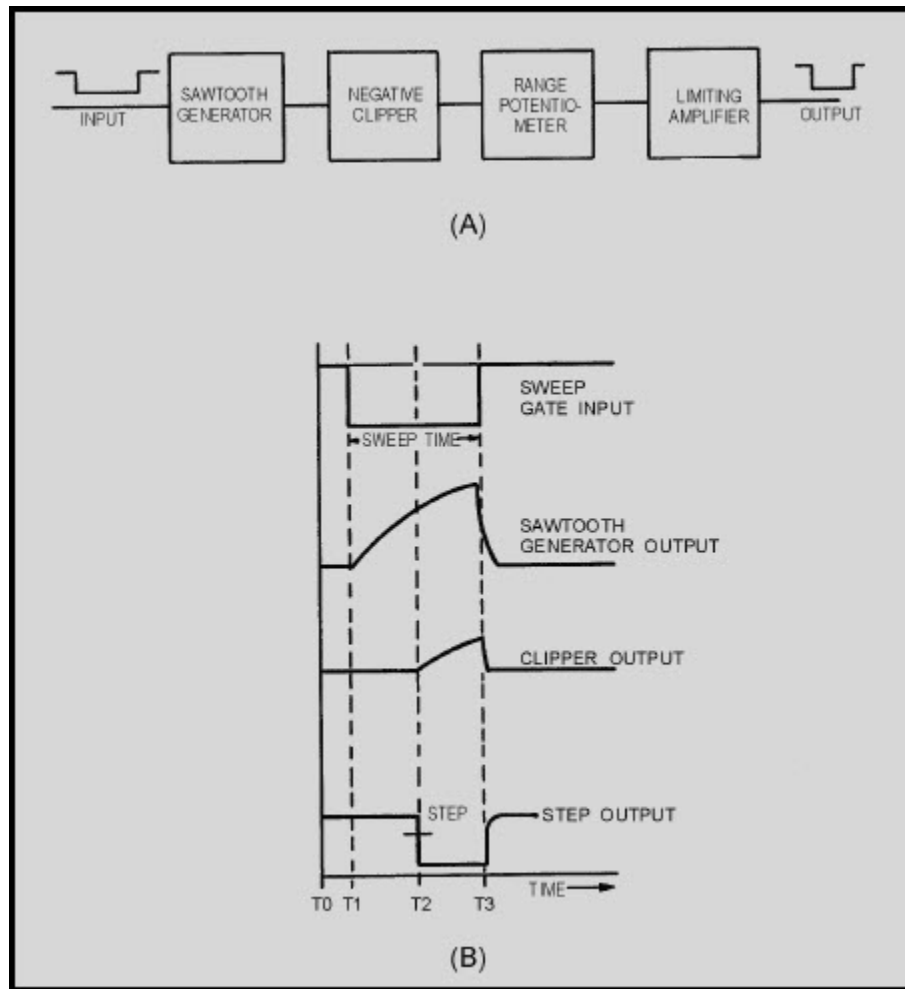 SAWTOOTH
GENERATOR
NEGATIVE
CLIPPER
RANGE
POTENTIO-
METER
LIMITING
AMPLIFIER
INPUT
OUTPUT
(A)
SWEEP
GATE INPUT
SWEEP TIME
SAWTOOTH
GENERATOR OUTPUT
CLIPPER OUTPUT
STEP
STEP OUTPUT
TIME
T0 T1 T2 T3
(B)